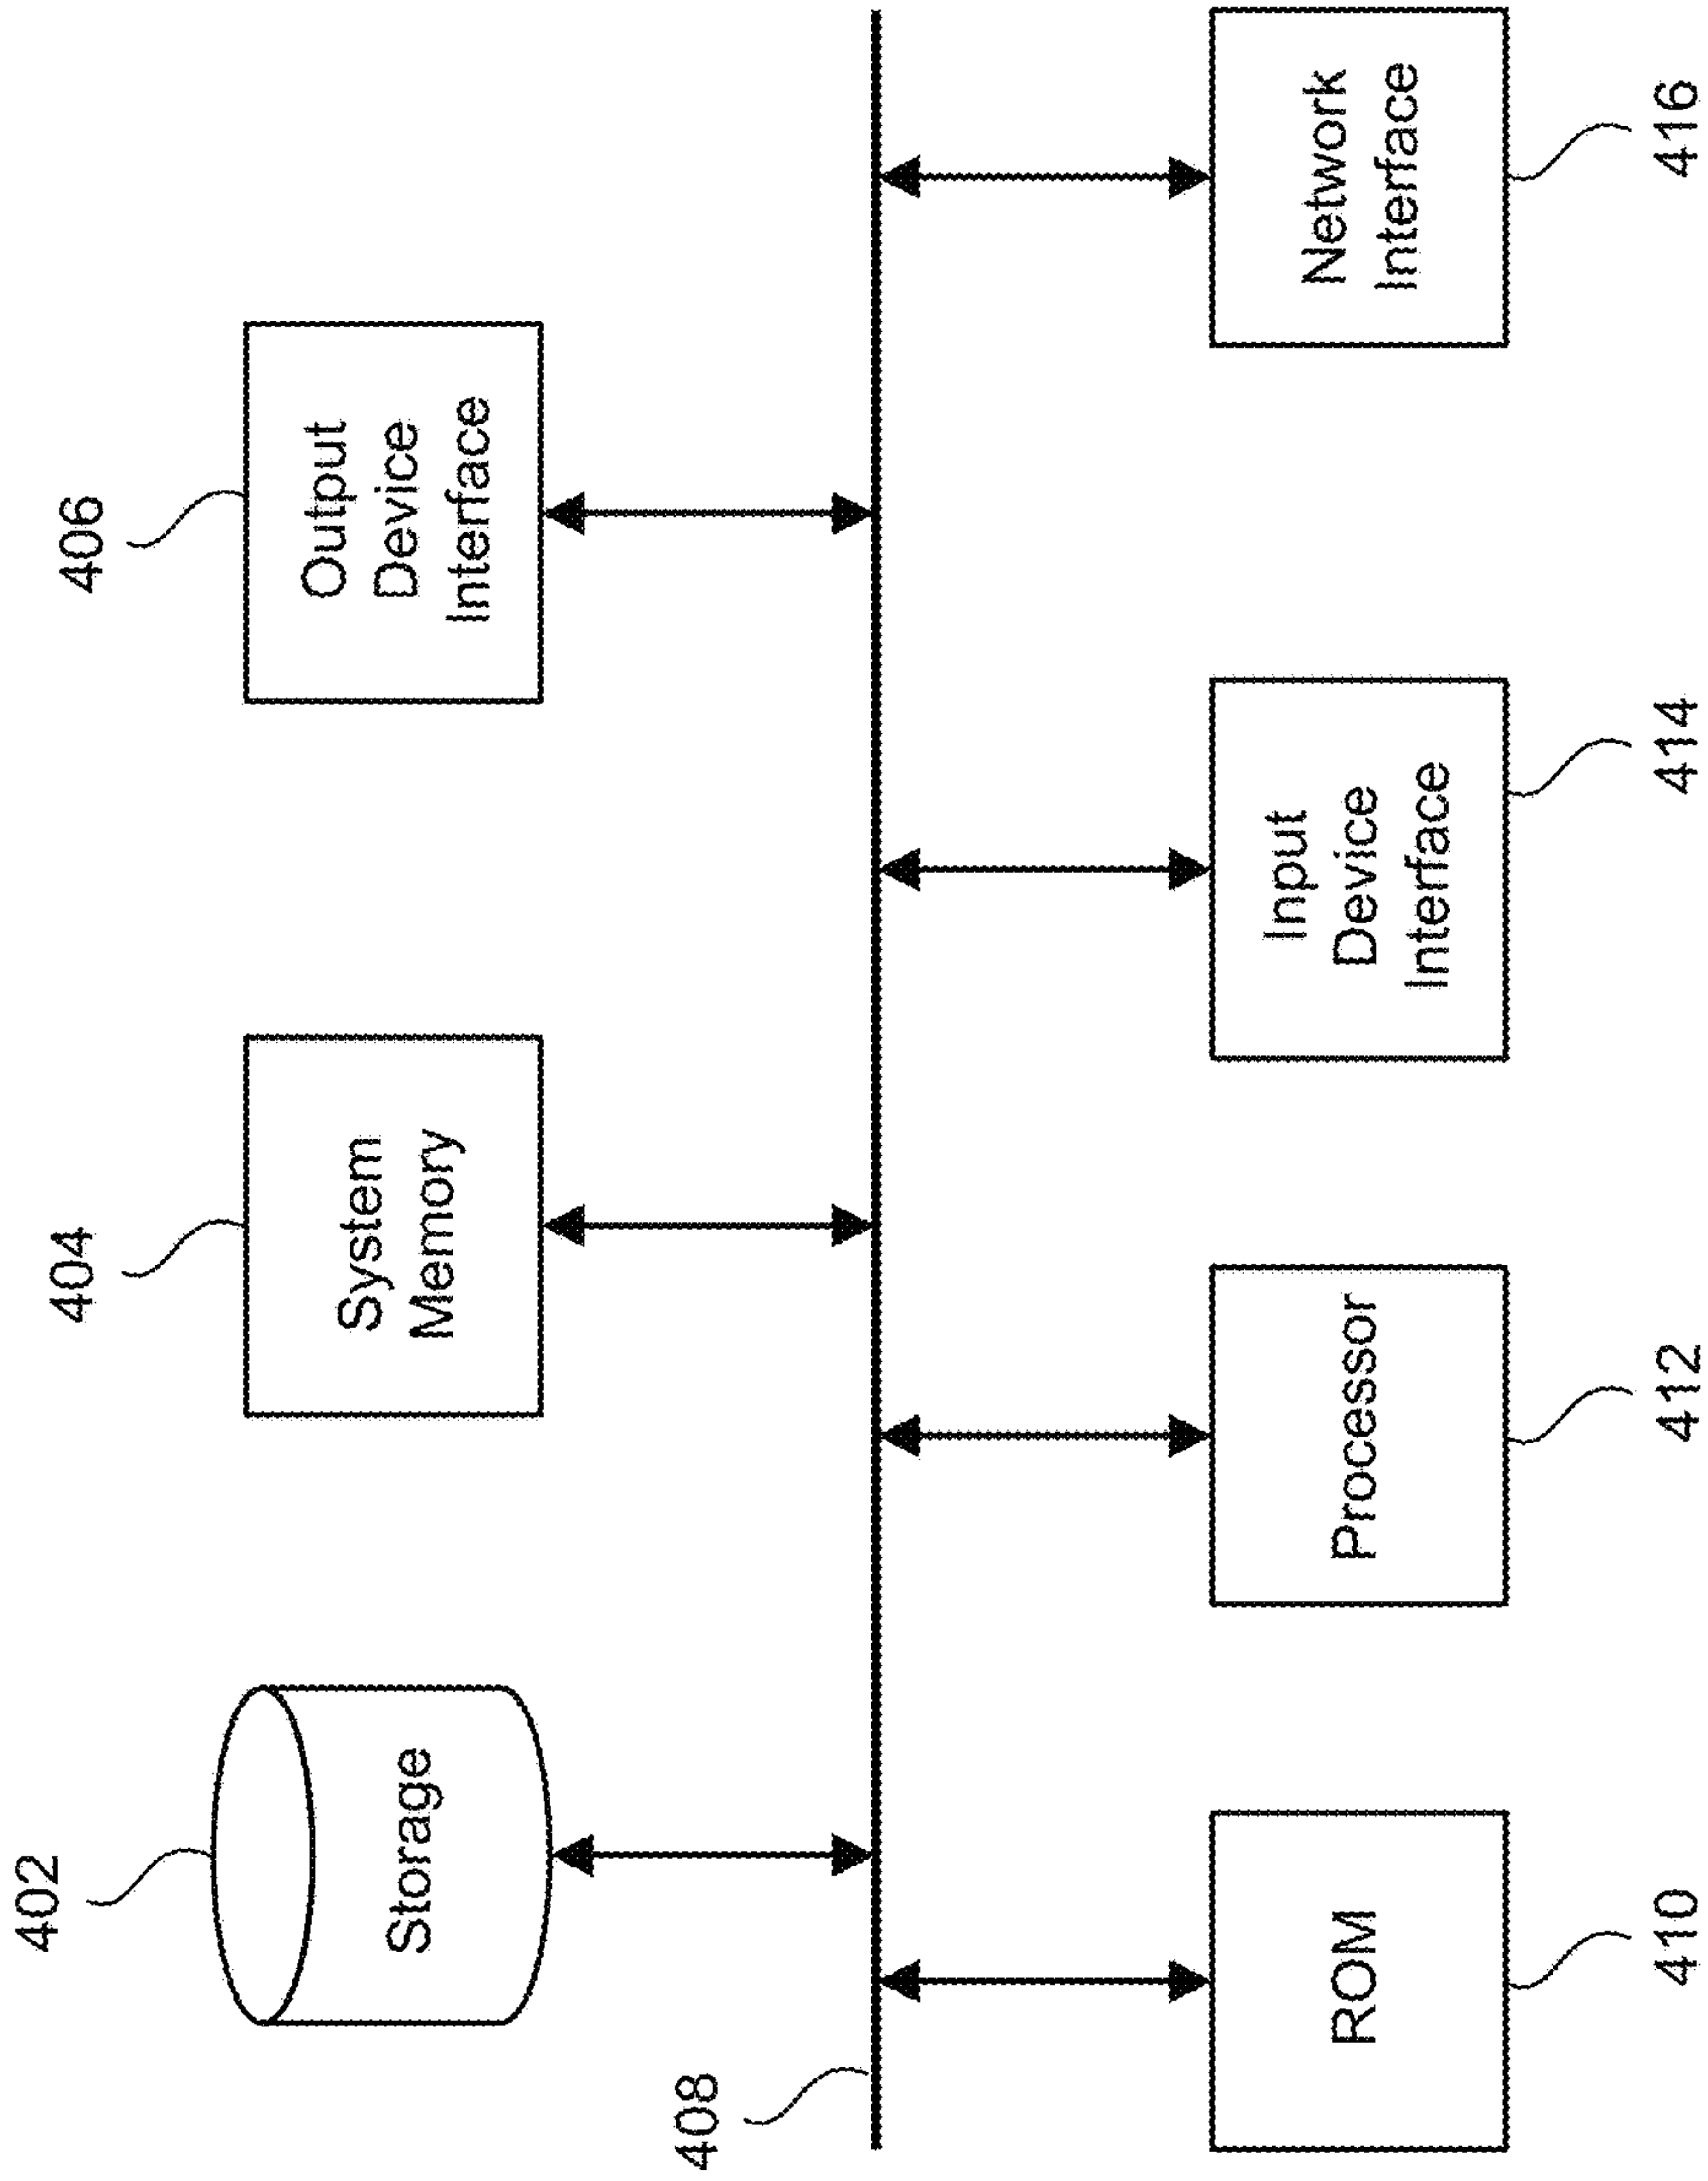 402
404
406
Storage
System
Memory
Output
Device
Interface
408
ROM
Processor
Input
Device
Interface
Network
Interface
410
412
414
416